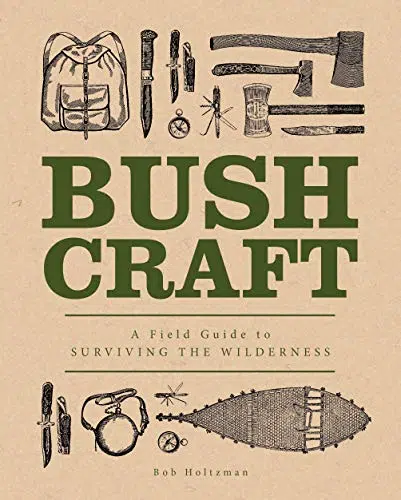 BUSH
CRAFT
A Field Guide to
SURVIVING THE WILDERNESS
Bob Holtzman